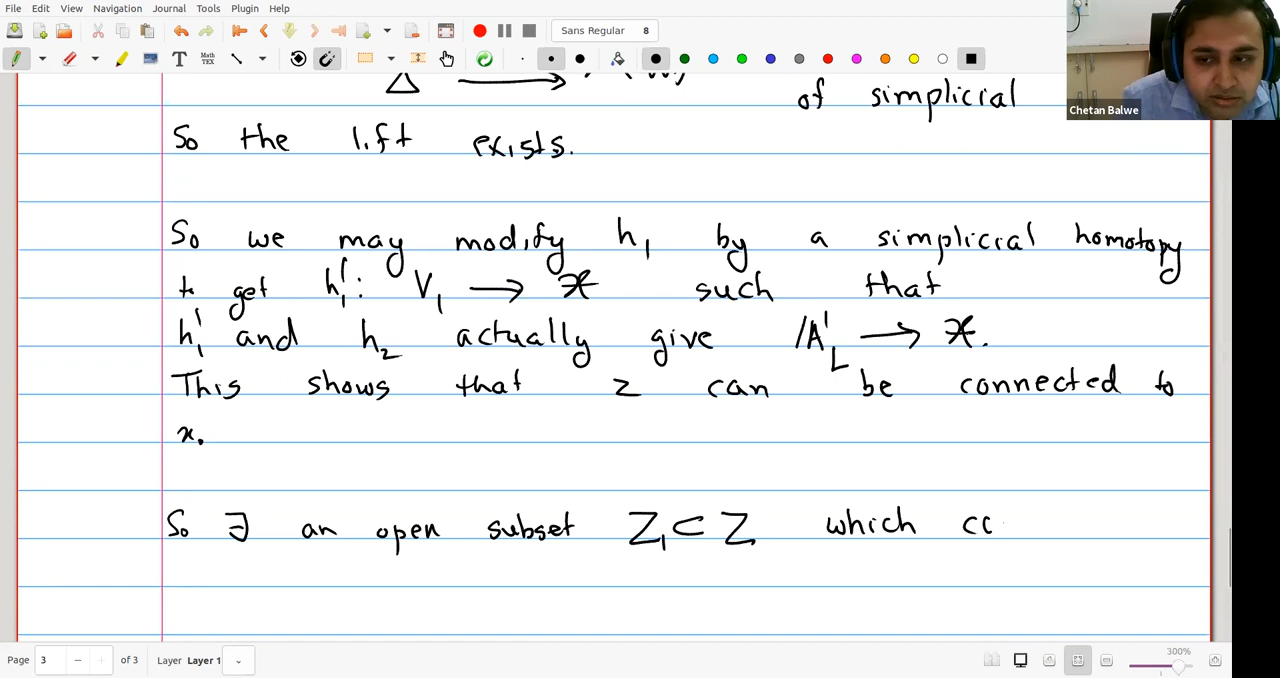 File Edit View Navigation Journal Tools Plugin Help
Sans Regular 8
Chetan Balwe
Δ
of simplicial
So the lift exists.
So we may modify h₁ by a simplicial homotopy
to get h₁': V₁ → 𝒳 such that
h₁' and h₂ actually give 𝔸¹_L → 𝒳.
This shows that z can be connected to
x.
So ∃ an open subset Z₁ ⊂ Z which co
Page 3 of 3 Layer Layer 1
300%